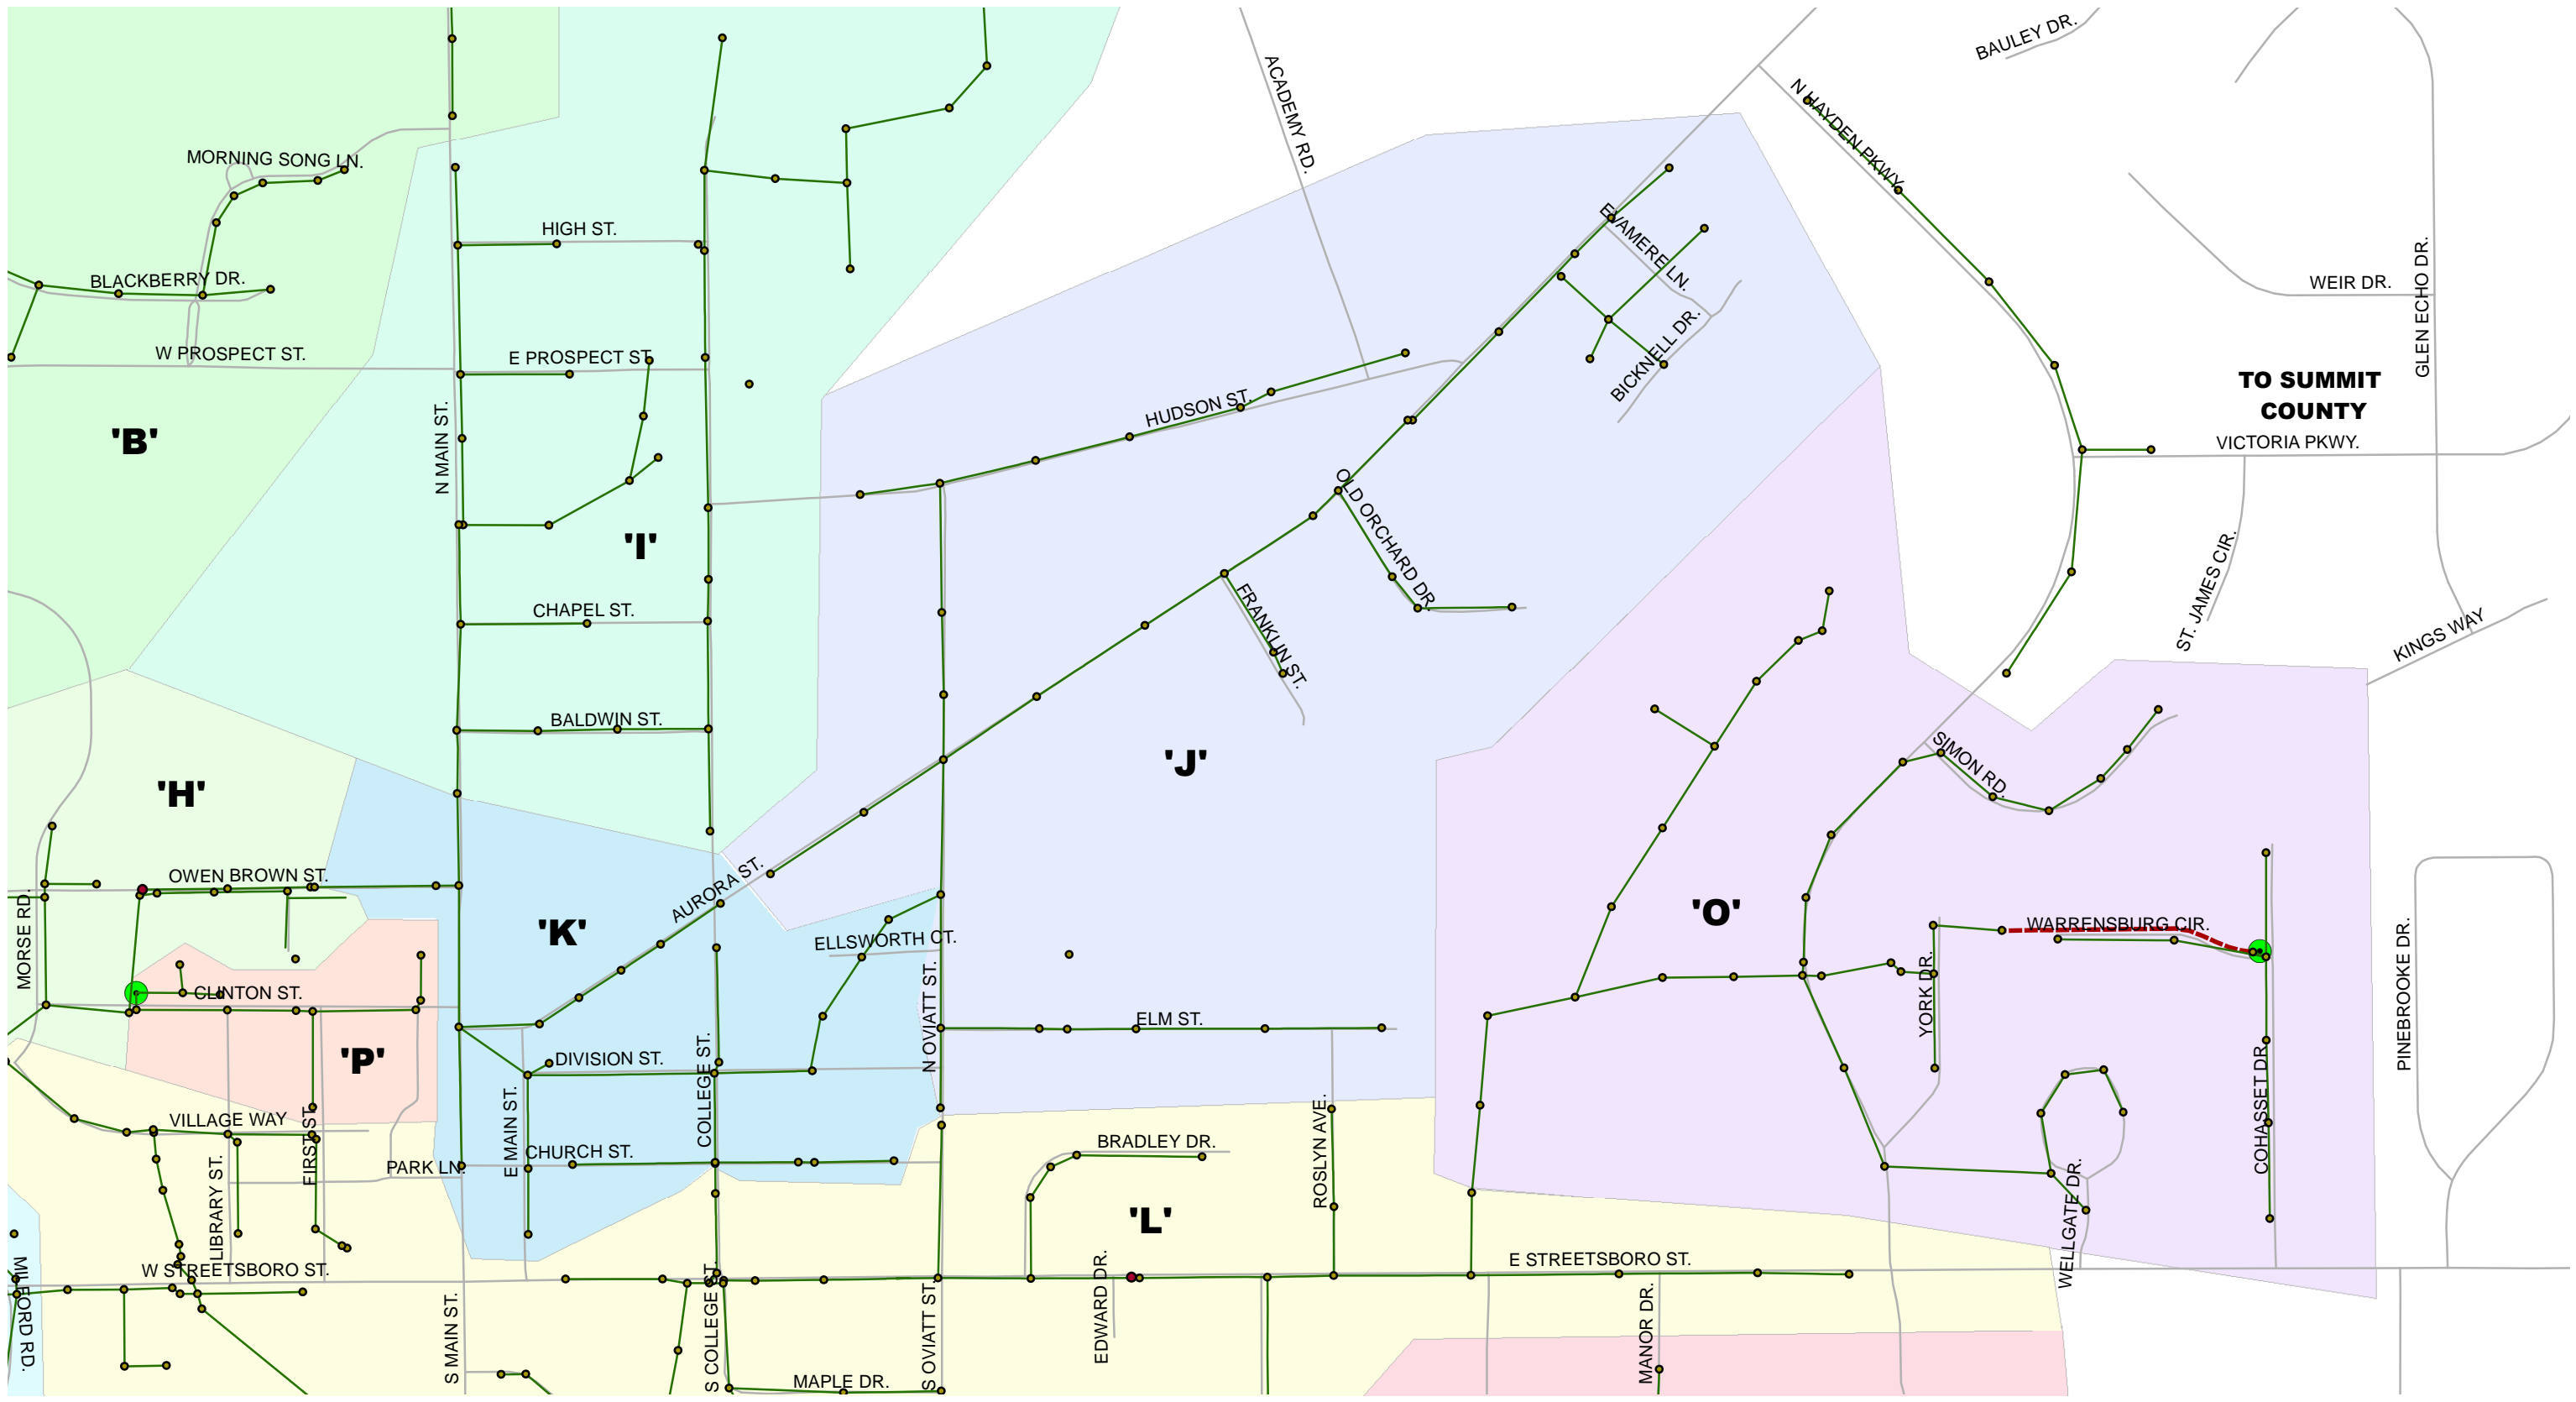 BAULEY DR.
ACADEMY RD.
N HAYDEN PKWY.
MORNING SONG LN.
HIGH ST.
EVAMERE LN.
BLACKBERRY DR.
WEIR DR.
GLEN ECHO DR.
W PROSPECT ST.
E PROSPECT ST.
BICKNELL DR.
TO SUMMIT
COUNTY
HUDSON ST.
N MAIN ST.
'B'
VICTORIA PKWY.
OLD ORCHARD DR.
'I'
CHAPEL ST.
FRANKLIN ST.
ST. JAMES CIR.
KINGS WAY
BALDWIN ST.
'J'
SIMON RD.
'H'
OWEN BROWN ST.
AURORA ST.
'O'
WARRENSBURG CIR.
MORSE RD.
'K'
ELLSWORTH CT.
YORK DR.
PINEBROOKE DR.
CLINTON ST.
N OVIATT ST.
ELM ST.
'P'
DIVISION ST.
COLLEGE ST.
COHASSET DR.
VILLAGE WAY
FIRST ST.
E MAIN ST.
CHURCH ST.
BRADLEY DR.
ROSLYN AVE.
PARK LN.
LIBRARY ST.
'L'
WELLGATE DR.
W STREETSBORO ST.
E STREETSBORO ST.
MILFORD RD.
S MAIN ST.
S COLLEGE ST.
S OVIATT ST.
EDWARD DR.
MANOR DR.
MAPLE DR.